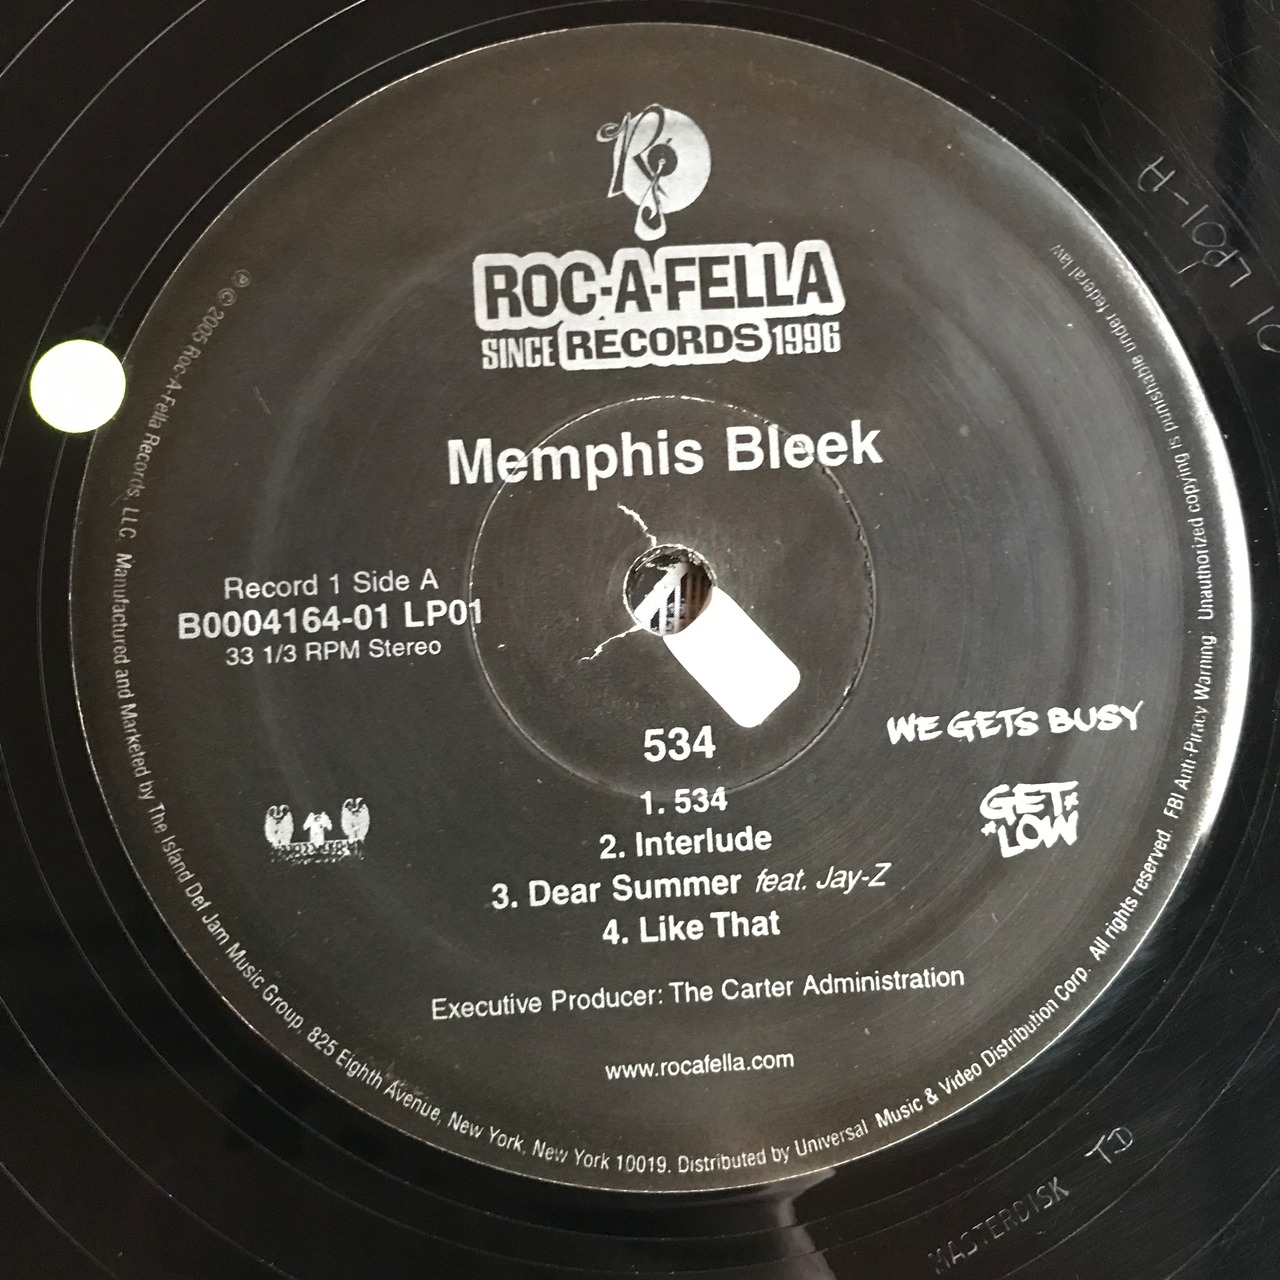 ROC-A-FELLA
SINCE RECORDS 1996
Memphis Bleek
Record 1 Side A
B0004164-01 LP01
33 1/3 RPM Stereo
534
WE GETS BUSY
GET
LOW
1. 534
2. Interlude
3. Dear Summer feat. Jay-Z
4. Like That
Executive Producer: The Carter Administration
www.rocafella.com
℗ © 2005 Roc-A-Fella Records, LLC Manufactured and Marketed by The Island Def Jam Music Group, 825 Eighth Avenue, New York, New York 10019. Distributed by Universal Music & Video Distribution Corp. All rights reserved. FBI Anti-Piracy Warning: Unauthorized copying is punishable under federal law
LP01-A
MASTERDISK TD